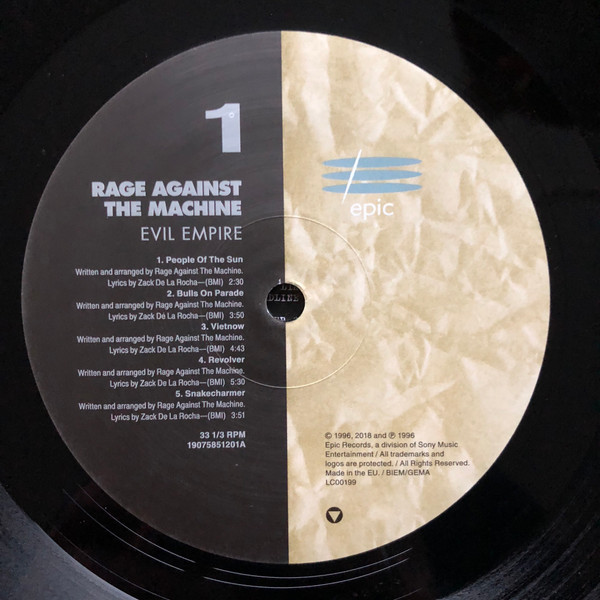 1
RAGE AGAINST
THE MACHINE
EVIL EMPIRE
1. People Of The Sun
Written and arranged by Rage Against The Machine.
Lyrics by Zack De La Rocha—(BMI) 2:30
2. Bulls On Parade
Written and arranged by Rage Against The Machine.
Lyrics by Zack De La Rocha—(BMI) 3:50
3. Vietnow
Written and arranged by Rage Against The Machine.
Lyrics by Zack De La Rocha—(BMI) 4:43
4. Revolver
Written and arranged by Rage Against The Machine.
Lyrics by Zack De La Rocha—(BMI) 5:30
5. Snakecharmer
Written and arranged by Rage Against The Machine.
Lyrics by Zack De La Rocha—(BMI) 3:51
33 1/3 RPM
19075851201A
epic
DLINE
© 1996, 2018 and ℗ 1996
Epic Records, a division of Sony Music
Entertainment / All trademarks and
logos are protected. / All Rights Reserved.
Made in the EU. / BIEM/GEMA
LC00199